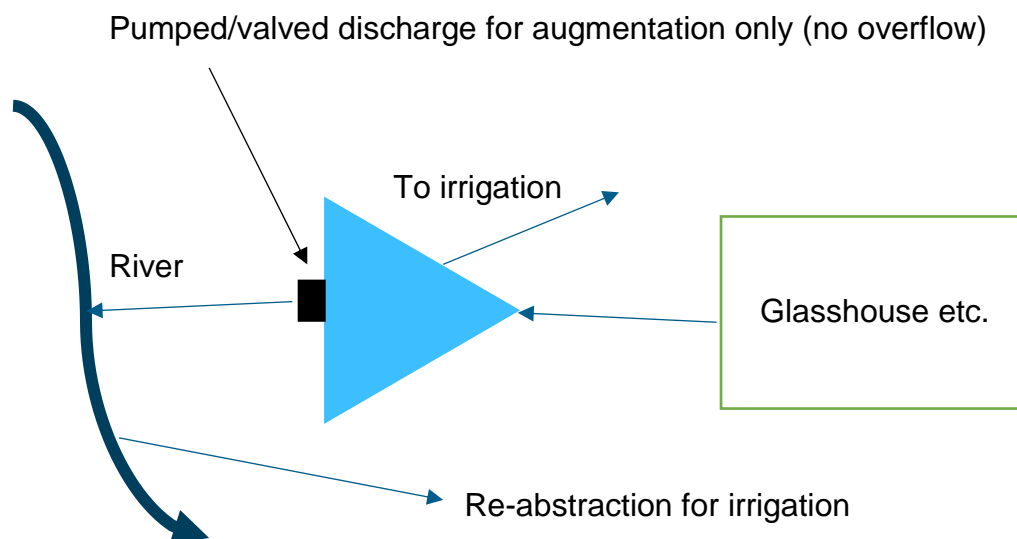 Pumped/valved discharge for augmentation only (no overflow)
To irrigation
River
Glasshouse etc.
Re-abstraction for irrigation